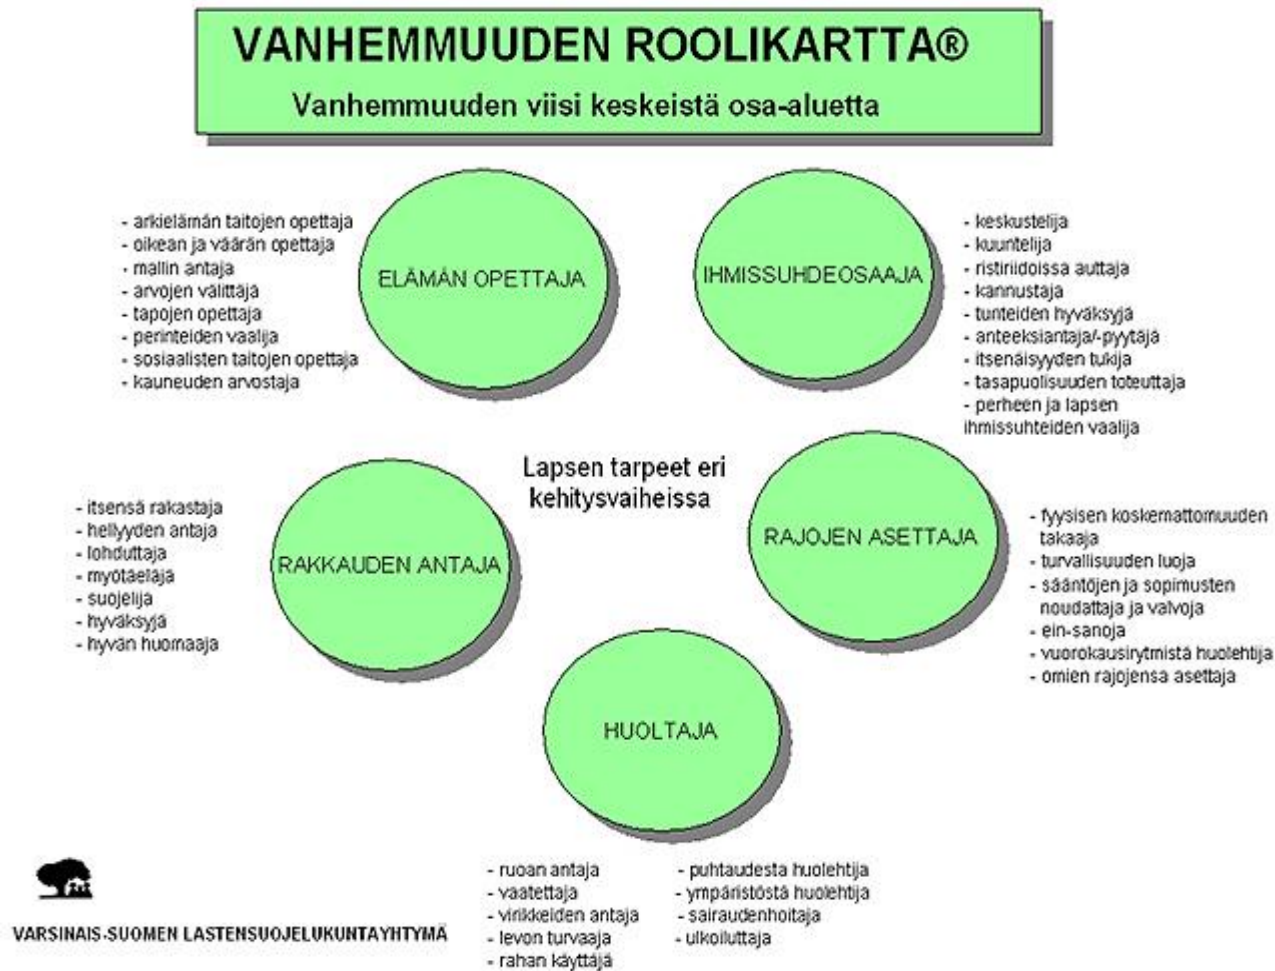 VANHEMMUUDEN ROOLIKARTTA®
Vanhemmuuden viisi keskeistä osa-aluetta
- arkielämän taitojen opettaja
- oikean ja väärän opettaja
- mallin antaja
- arvojen välittäjä
- tapojen opettaja
- perinteiden vaalija
- sosiaalisten taitojen opettaja
- kauneuden arvostaja
ELÄMÄN OPETTAJA
IHMISSUHDEOSAAJA
- keskustelija
- kuuntelija
- ristiriidoissa auttaja
- kannustaja
- tunteiden hyväksyjä
- anteeksiantaja/-pyytäjä
- itsenäisyyden tukija
- tasapuolisuuden toteuttaja
- perheen ja lapsen
ihmissuhteiden vaalija
Lapsen tarpeet eri
kehitysvaiheissa
- itsensä rakastaja
- hellyyden antaja
- lohduttaja
- myötäeläjä
- suojelija
- hyväksyjä
- hyvän huomaaja
RAKKAUDEN ANTAJA
RAJOJEN ASETTAJA
- fyysisen koskemattomuuden
takaaja
- turvallisuuden luoja
- sääntöjen ja sopimusten
noudattaja ja valvoja
- ein-sanoja
- vuorokausirytmistä huolehtija
- omien rajojensa asettaja
HUOLTAJA
- ruoan antaja
- vaatettaja
- virikkeiden antaja
- levon turvaaja
- rahan käyttäjä
- puhtaudesta huolehtija
- ympäristöstä huolehtija
- sairaudenhoitaja
- ulkoiluttaja
VARSINAIS-SUOMEN LASTENSUOJELUKUNTAYHTYMÄ